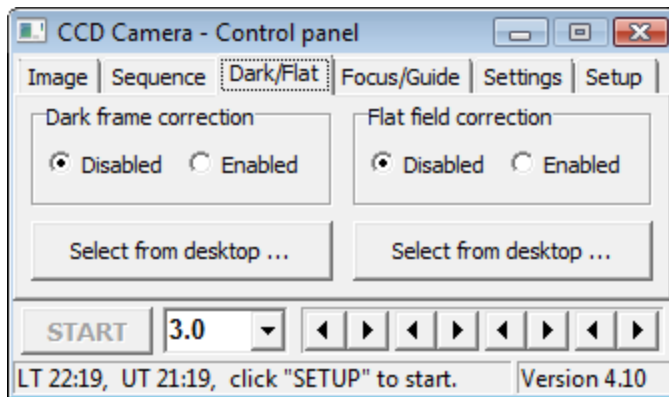 CCD Camera - Control panel
Image Sequence Dark/Flat Focus/Guide Settings Setup
Dark frame correction Flat field correction
Disabled Enabled Disabled Enabled
Select from desktop ... Select from desktop ...
START 3.0
LT 22:19, UT 21:19, click "SETUP" to start. Version 4.10